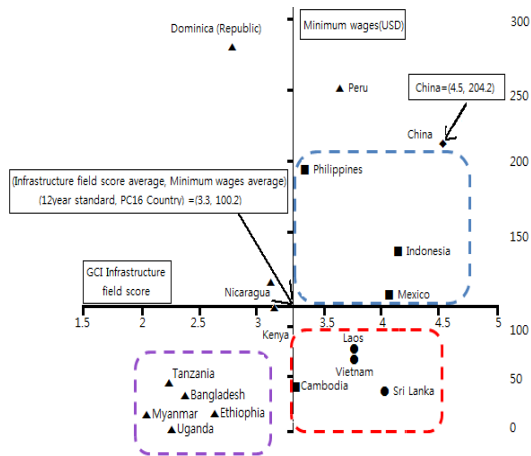 Dominica (Republic)
Minimum wages(USD)
300
250
Peru
China=(4.5, 204.2)
China
200
Philippines
(Infrastructure field score average, Minimum wages average)
(12year standard, PC16 Country) =(3.3, 100.2)
Indonesia
150
GCI Infrastructure
field score
Nicaragua
Mexico
1.5
2
2.5
3
3.5
4
4.5
5
Kenya
100
Laos
Vietnam
Tanzania
Bangladesh
Cambodia
Sri Lanka
50
Myanmar
Ethiophia
Uganda
0